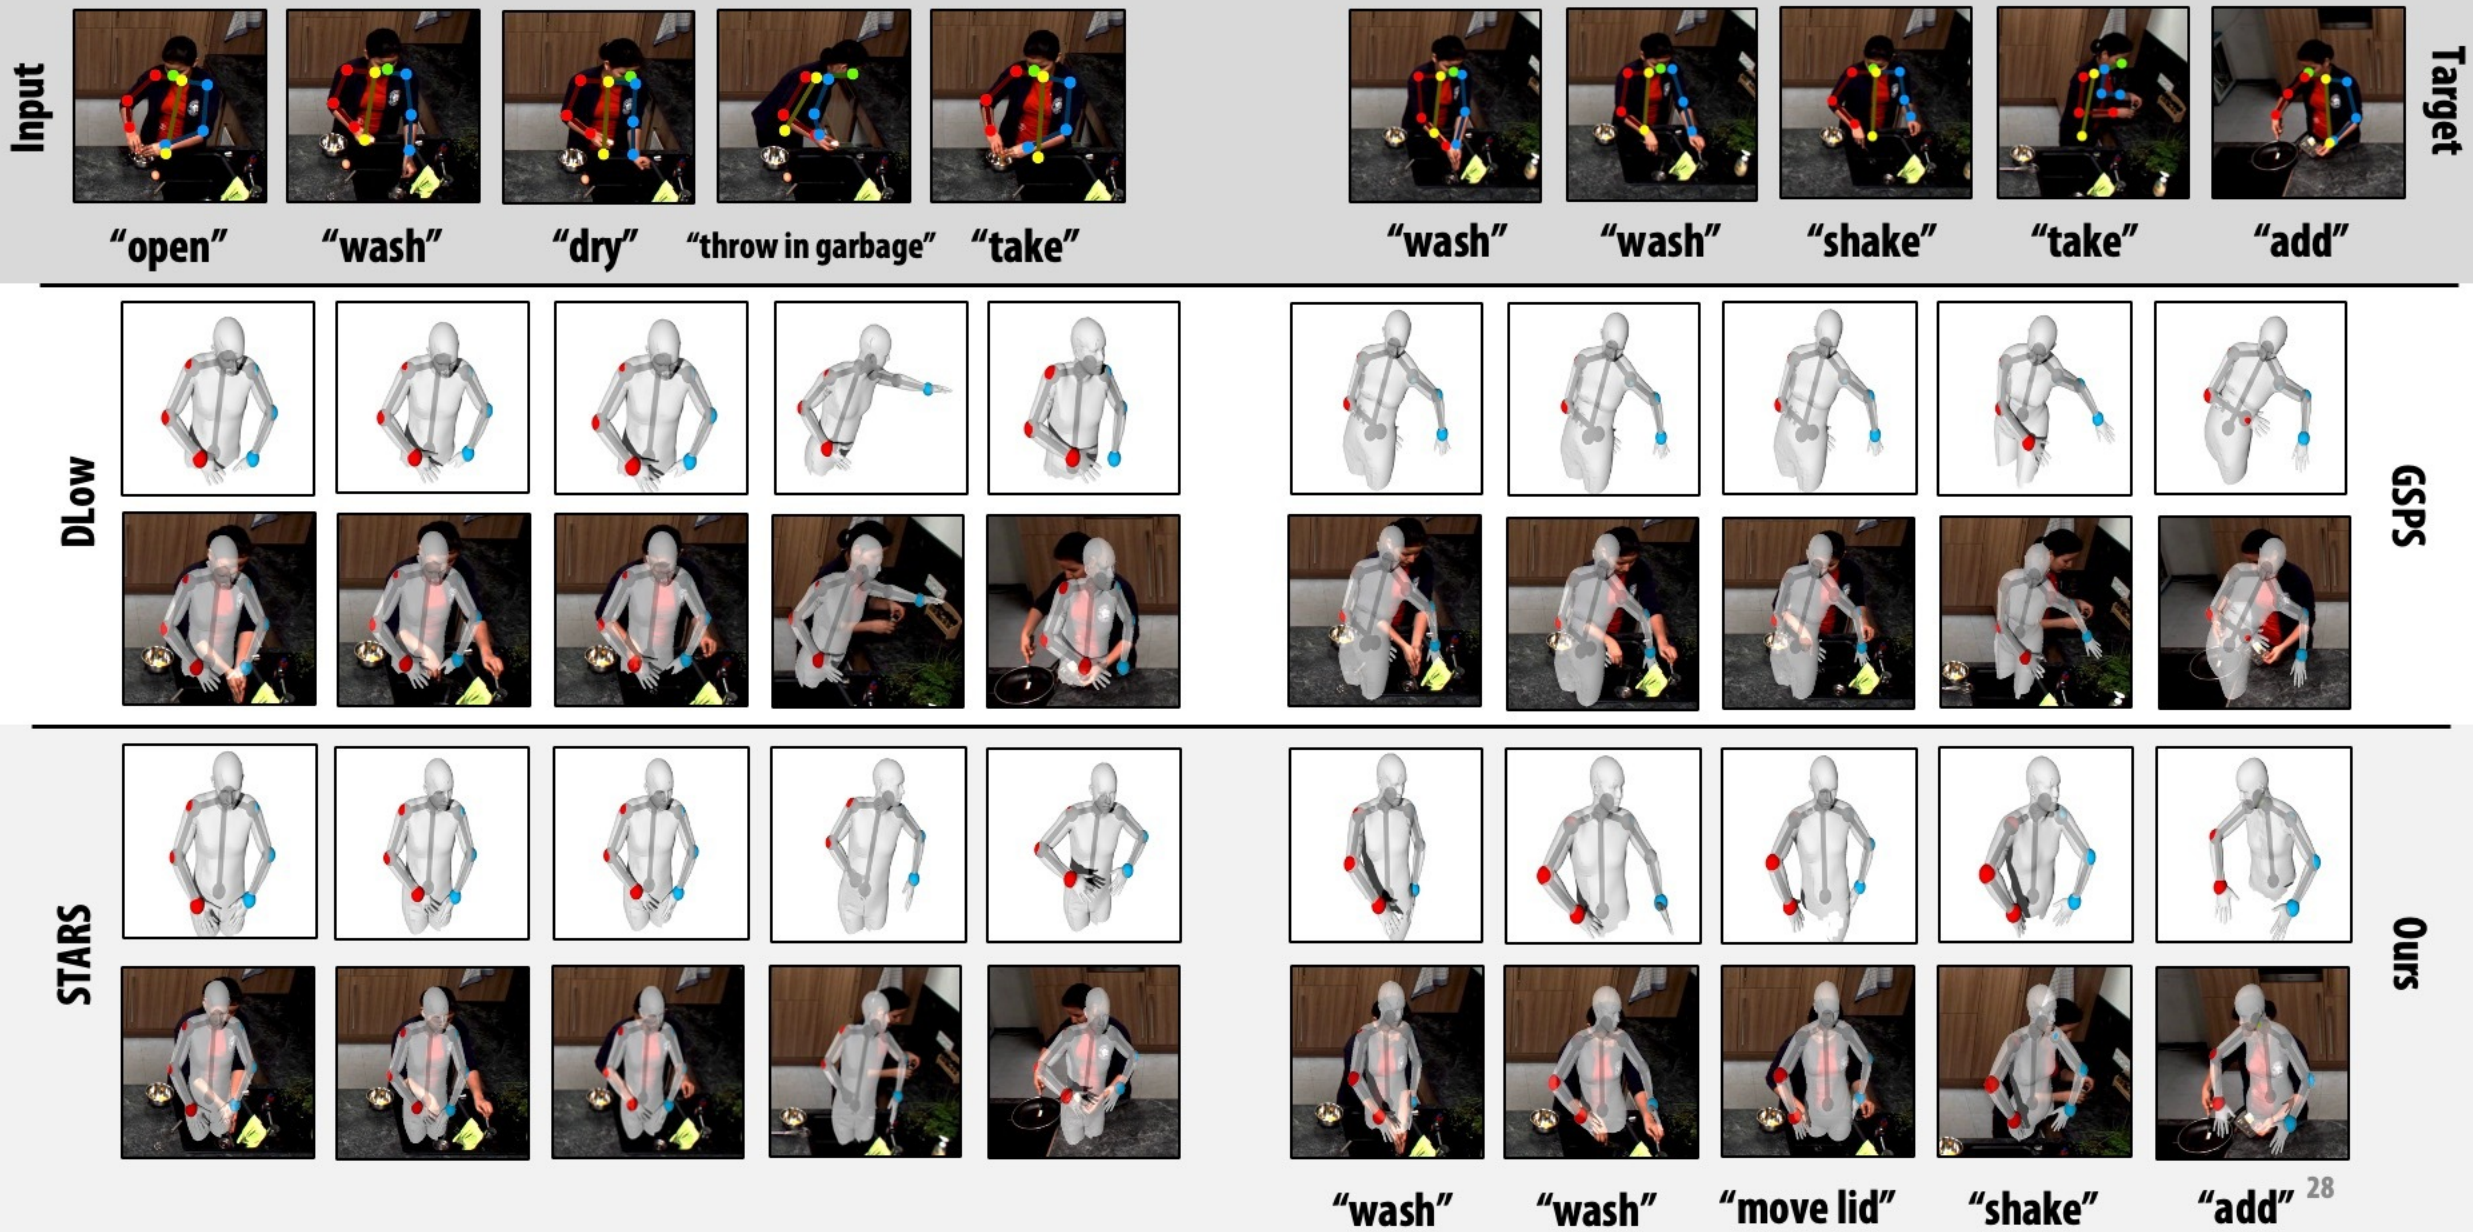 Input
Target
“open” “wash” “dry” “throw in garbage” “take”
“wash” “wash” “shake” “take” “add”
DLow
GSPS
STARS
Ours
“wash” “wash” “move lid” “shake” “add”
28